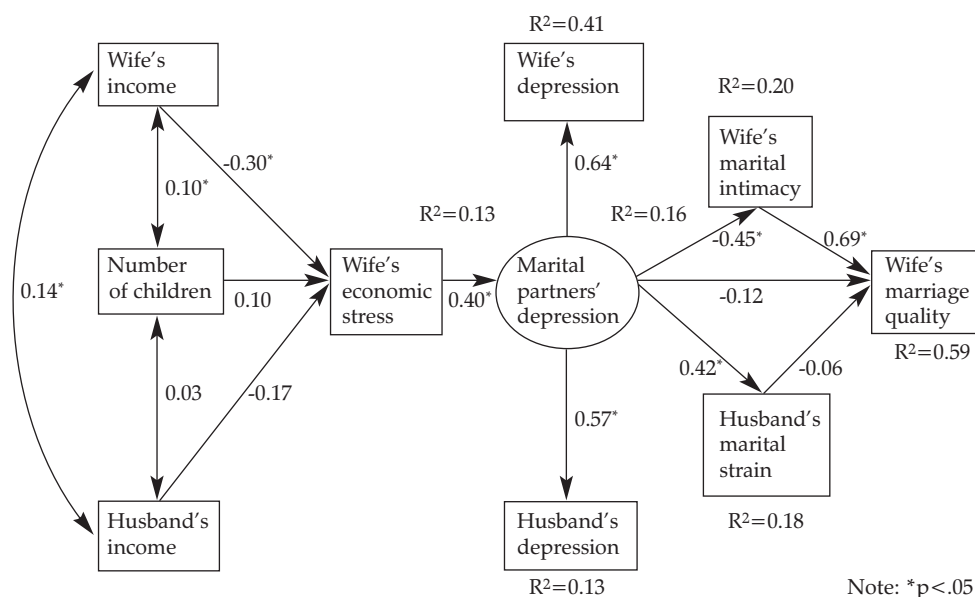 R²=0.41
Wife's
income
Wife's
depression
R²=0.20
Wife's
marital
intimacy
-0.30*
0.64*
0.10*
R²=0.13
R²=0.16
-0.45*
0.69*
Number
of children
0.10
Wife's
economic
stress
0.40*
Marital
partners'
depression
-0.12
Wife's
marriage
quality
0.14*
R²=0.59
0.42*
-0.06
0.03
-0.17
0.57*
Husband's
marital
strain
Husband's
income
Husband's
depression
R²=0.18
R²=0.13
Note: *p<.05